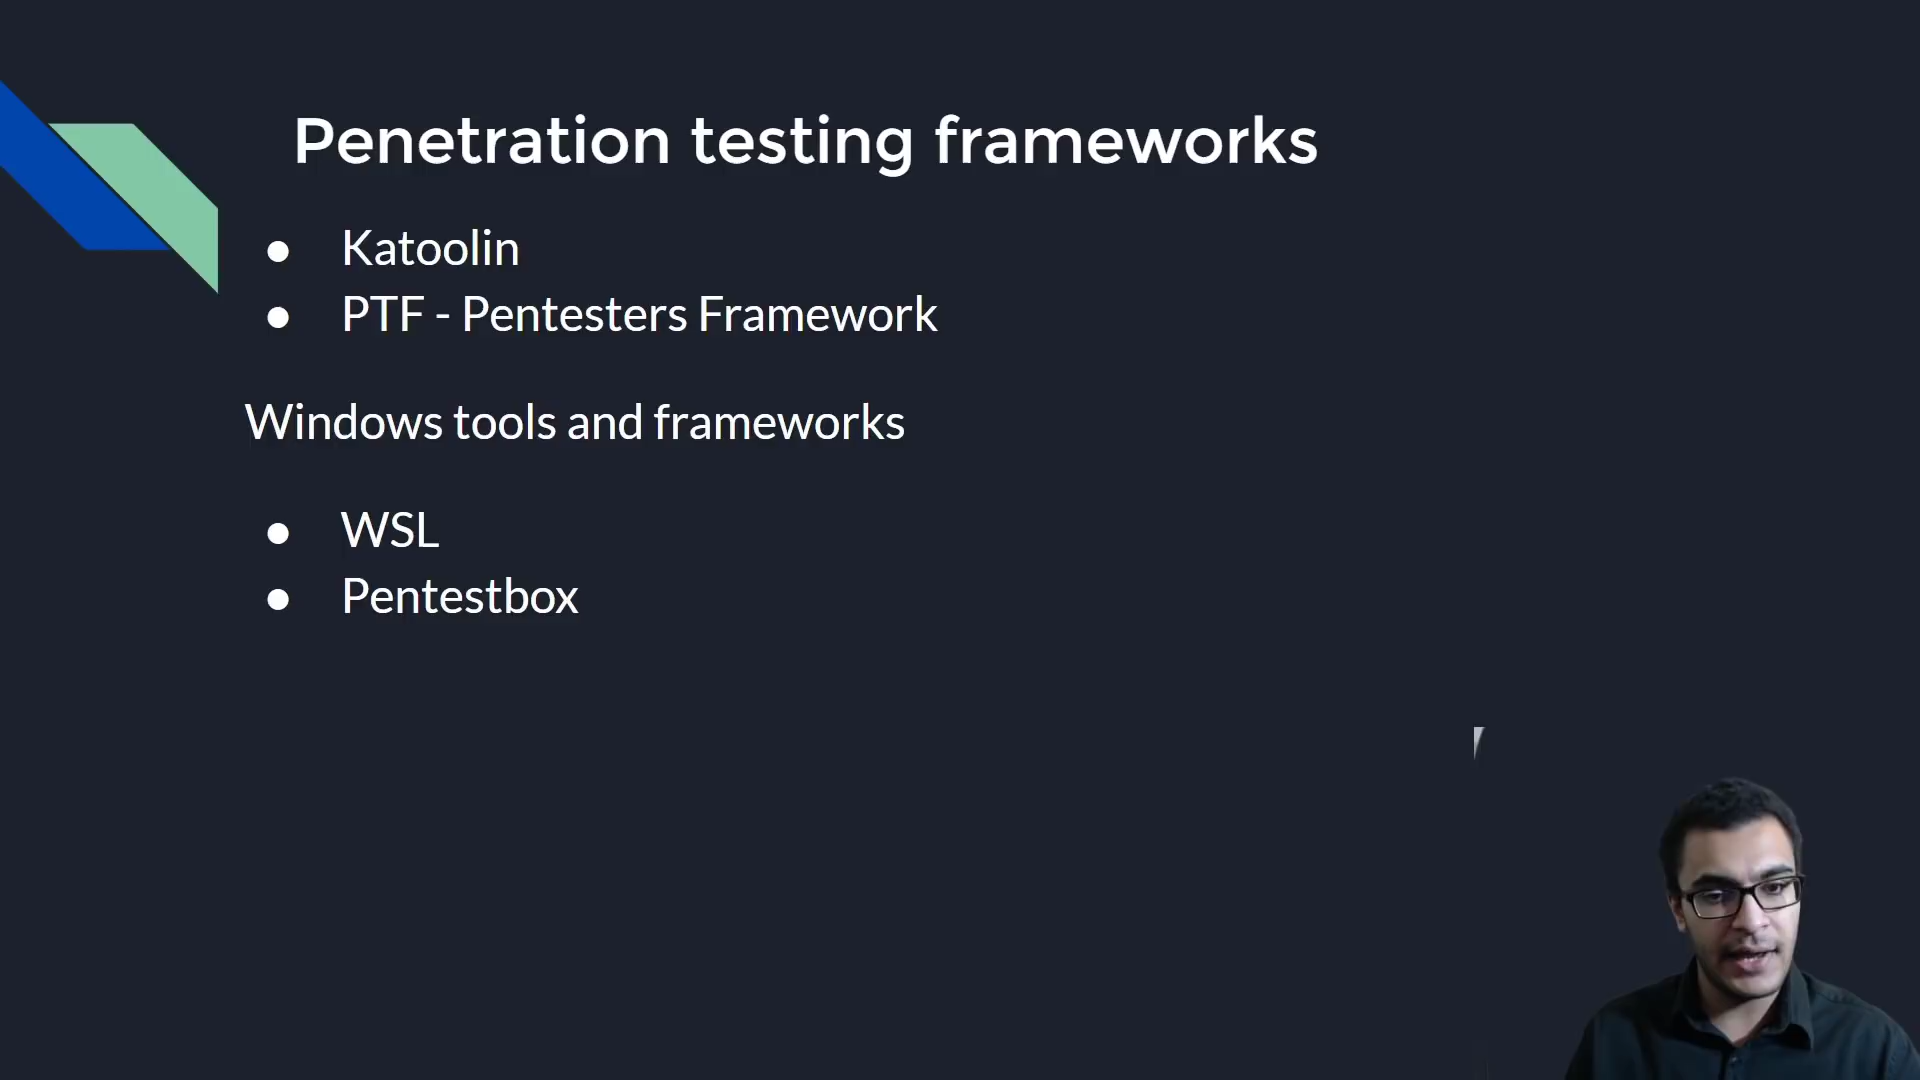 Penetration testing frameworks
● Katoolin
● PTF - Pentesters Framework
Windows tools and frameworks
● WSL
● Pentestbox